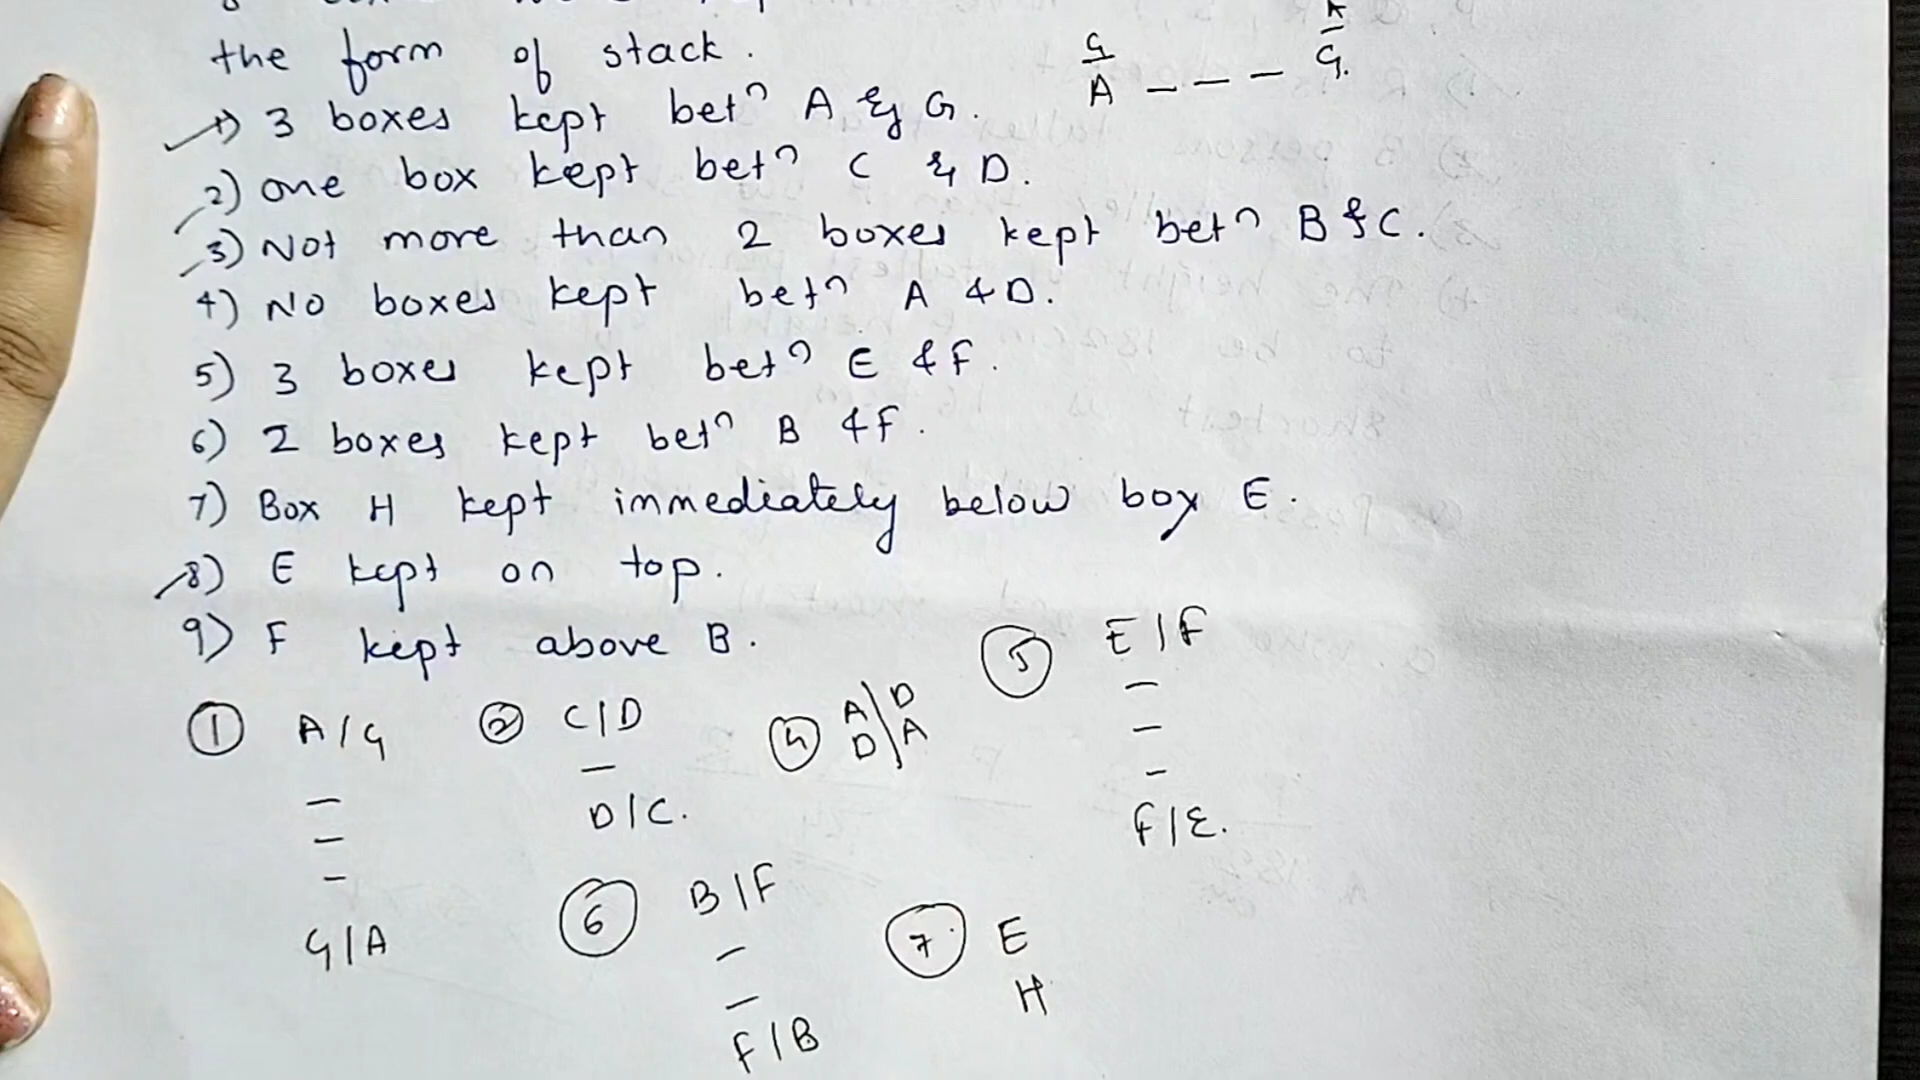 the form of stack.
1) 3 boxes kept betn A & G.
2) one box kept betn C & D.
3) Not more than 2 boxes kept betn B & C.
4) No boxes kept betn A & D.
5) 3 boxes kept betn E & F.
6) 2 boxes kept betn B & F.
7) Box H kept immediately below box E.
8) E kept on top.
9) F kept above B.
G
A _ _ _ G.
1 A/G
_
_
_
G/A
2 C/D
_
D/C.
4 A/D
D/A
5 E/F
_
_
_
F/E.
6 B/F
_
_
F/B
7 E
H